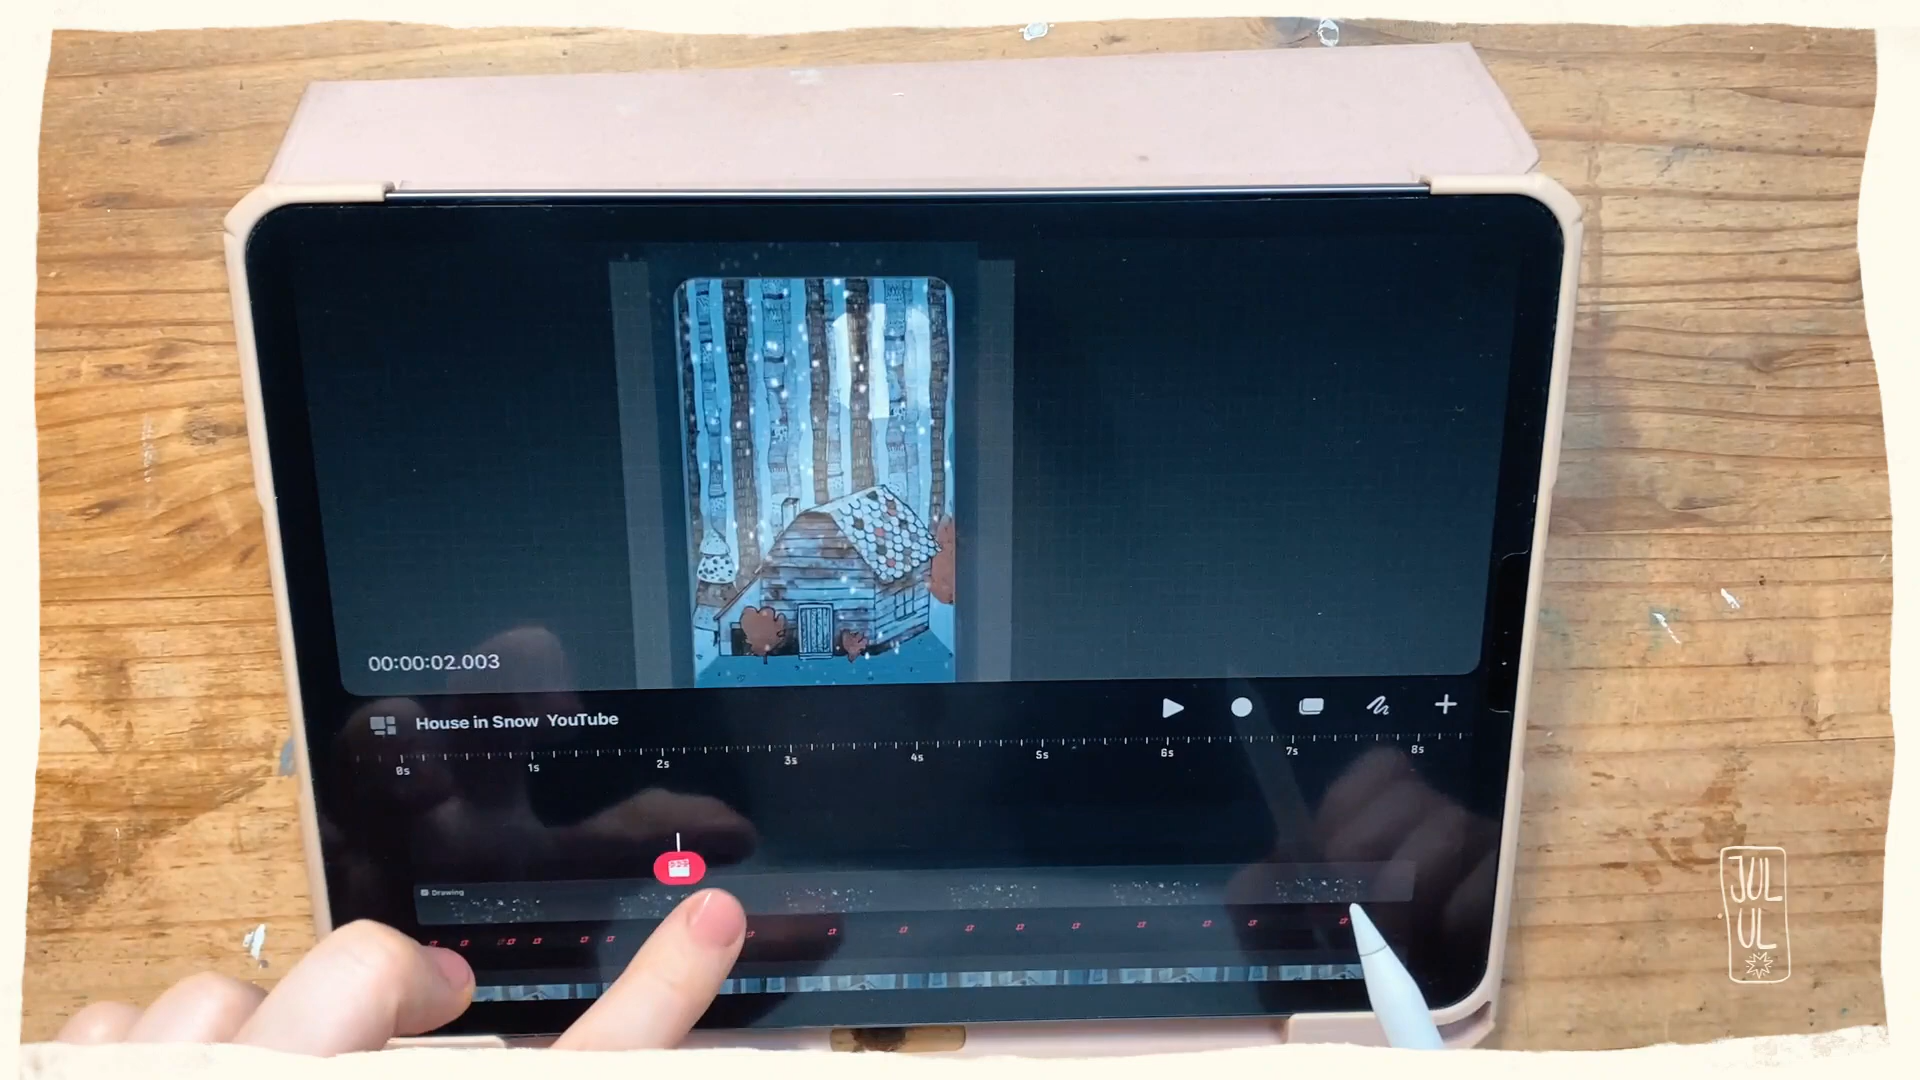 00:00:02.003
House in Snow YouTube
0s 1s 2s 3s 4s 5s 6s 7s 8s
Drawing
JUL
UL